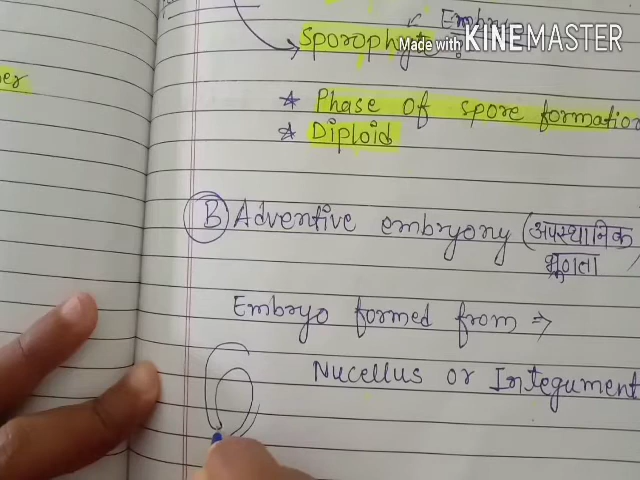 Embry
Sporophyte
Made with KINEMASTER
* Phase of spore formation
* Diploid
B Adventive embryony (अपस्थानिक
भ्रूणता
Embryo formed from ⇒
Nucellus or Integument